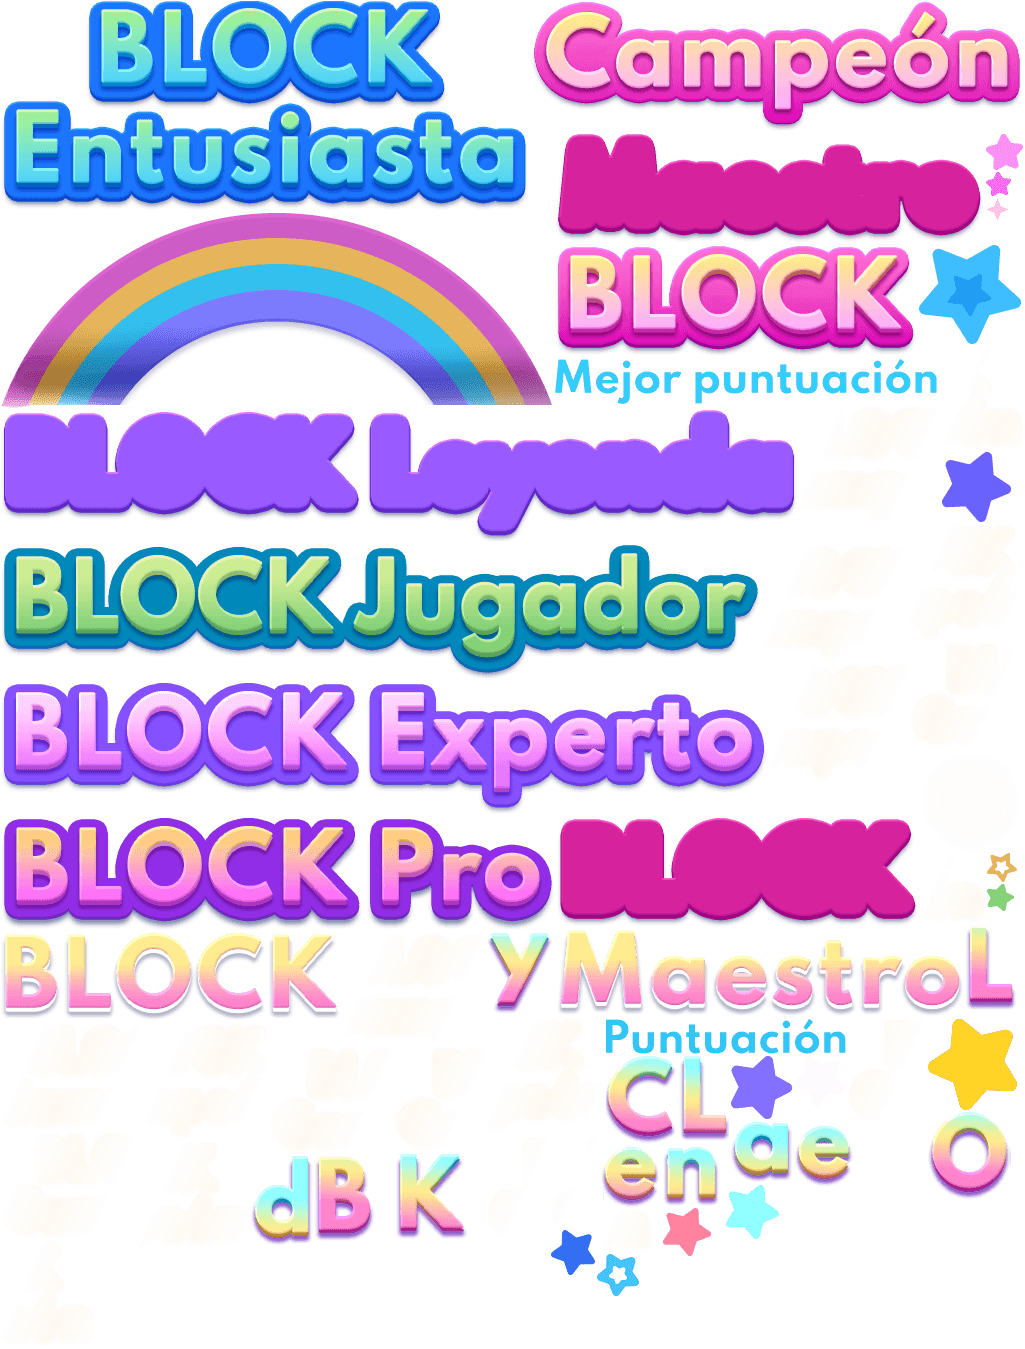 BLOCK
Entusiasta
Campeón
Maestro
BLOCK
Mejor puntuación
BLOCK Leyenda
BLOCK Jugador
BLOCK Experto
BLOCK Pro
BLOCK
BLOCK
y
Maestro
L
Puntuación
CL
en
ae
O
d
B
K